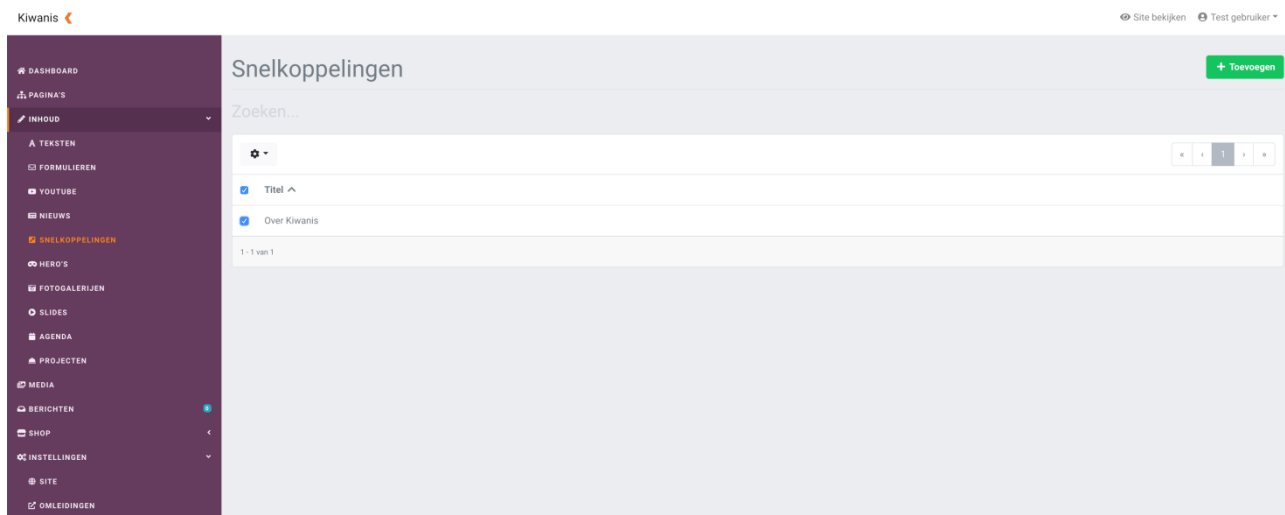 Kiwanis
Site bekijken
Test gebruiker
DASHBOARD
PAGINA'S
INHOUD
TEKSTEN
FORMULIEREN
YOUTUBE
NIEUWS
SNELKOPPELINGEN
HERO'S
FOTOGALERIJEN
SLIDES
AGENDA
PROJECTEN
MEDIA
BERICHTEN
SHOP
INSTELLINGEN
SITE
OMLEIDINGEN
Snelkoppelingen
+ Toevoegen
Zoeken...
« ‹ 1 › »
Titel
Over Kiwanis
1 - 1 van 1